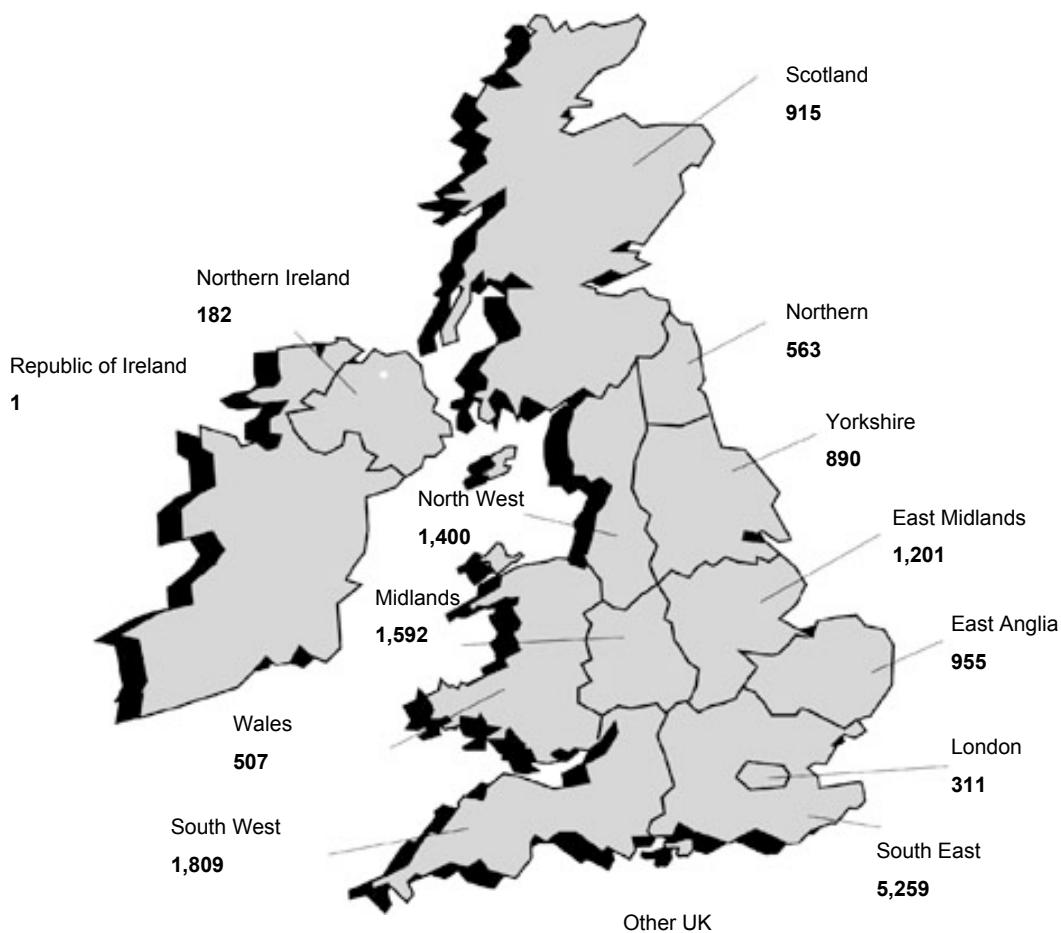 Scotland
915
Northern Ireland
182
Northern
563
Republic of Ireland
1
Yorkshire
890
North West
1,400
East Midlands
1,201
Midlands
1,592
East Anglia
955
Wales
507
London
311
South West
1,809
South East
5,259
Other UK